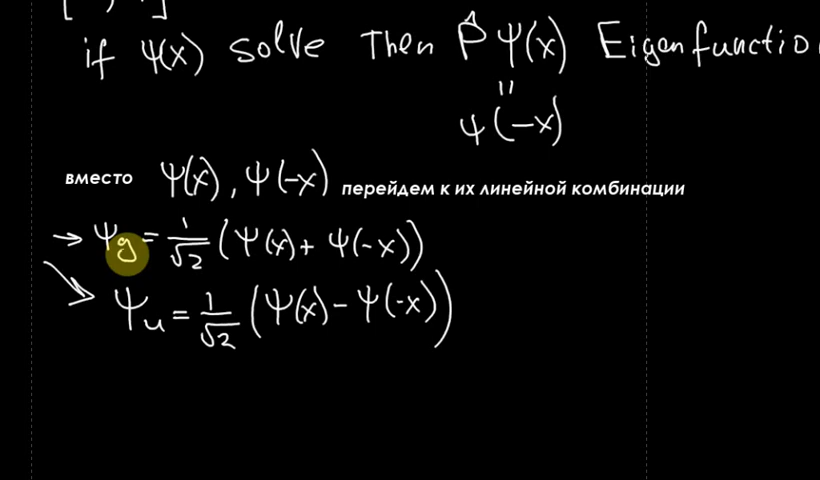 [ , ]
if Ψ(x) solve Then P̂ Ψ(x) Eigenfunctio
||
ψ(-x)
вместо Ψ(x), Ψ(-x) перейдем к их линейной комбинации
→ Ψg = 1/√2 (Ψ(x) + Ψ(-x))
↘ Ψu = 1/√2 (Ψ(x) - Ψ(-x))